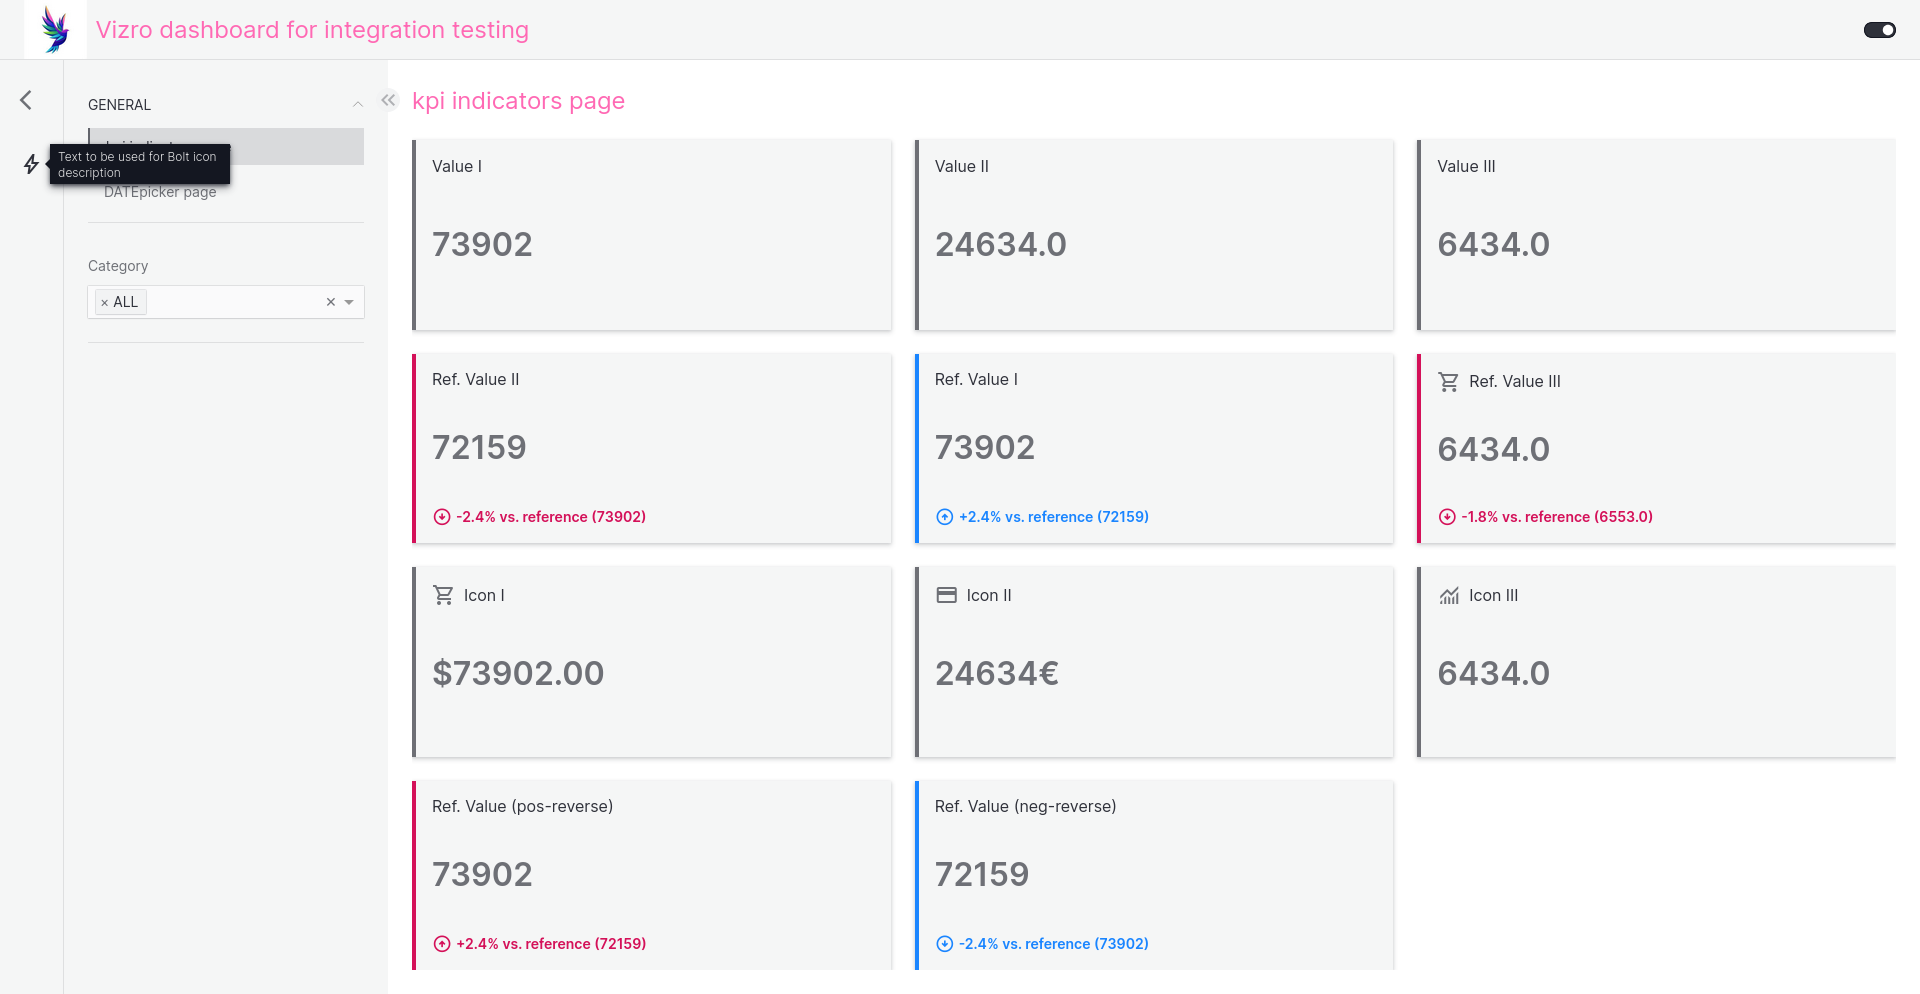 Vizro dashboard for integration testing
GENERAL
Text to be used for Bolt icon
description
DATEpicker page
Category
× ALL
kpi indicators page
Value I
73902
Value II
24634.0
Value III
6434.0
Ref. Value II
72159
-2.4% vs. reference (73902)
Ref. Value I
73902
+2.4% vs. reference (72159)
Ref. Value III
6434.0
-1.8% vs. reference (6553.0)
Icon I
$73902.00
Icon II
24634€
Icon III
6434.0
Ref. Value (pos-reverse)
73902
+2.4% vs. reference (72159)
Ref. Value (neg-reverse)
72159
-2.4% vs. reference (73902)